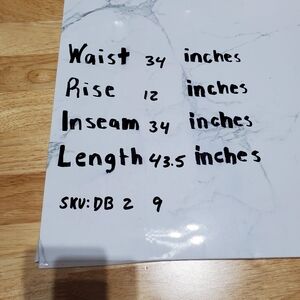 Waist 34 inches
Rise 12 inches
Inseam 34 inches
Length 43.5 inches
SKU: DB 2 9